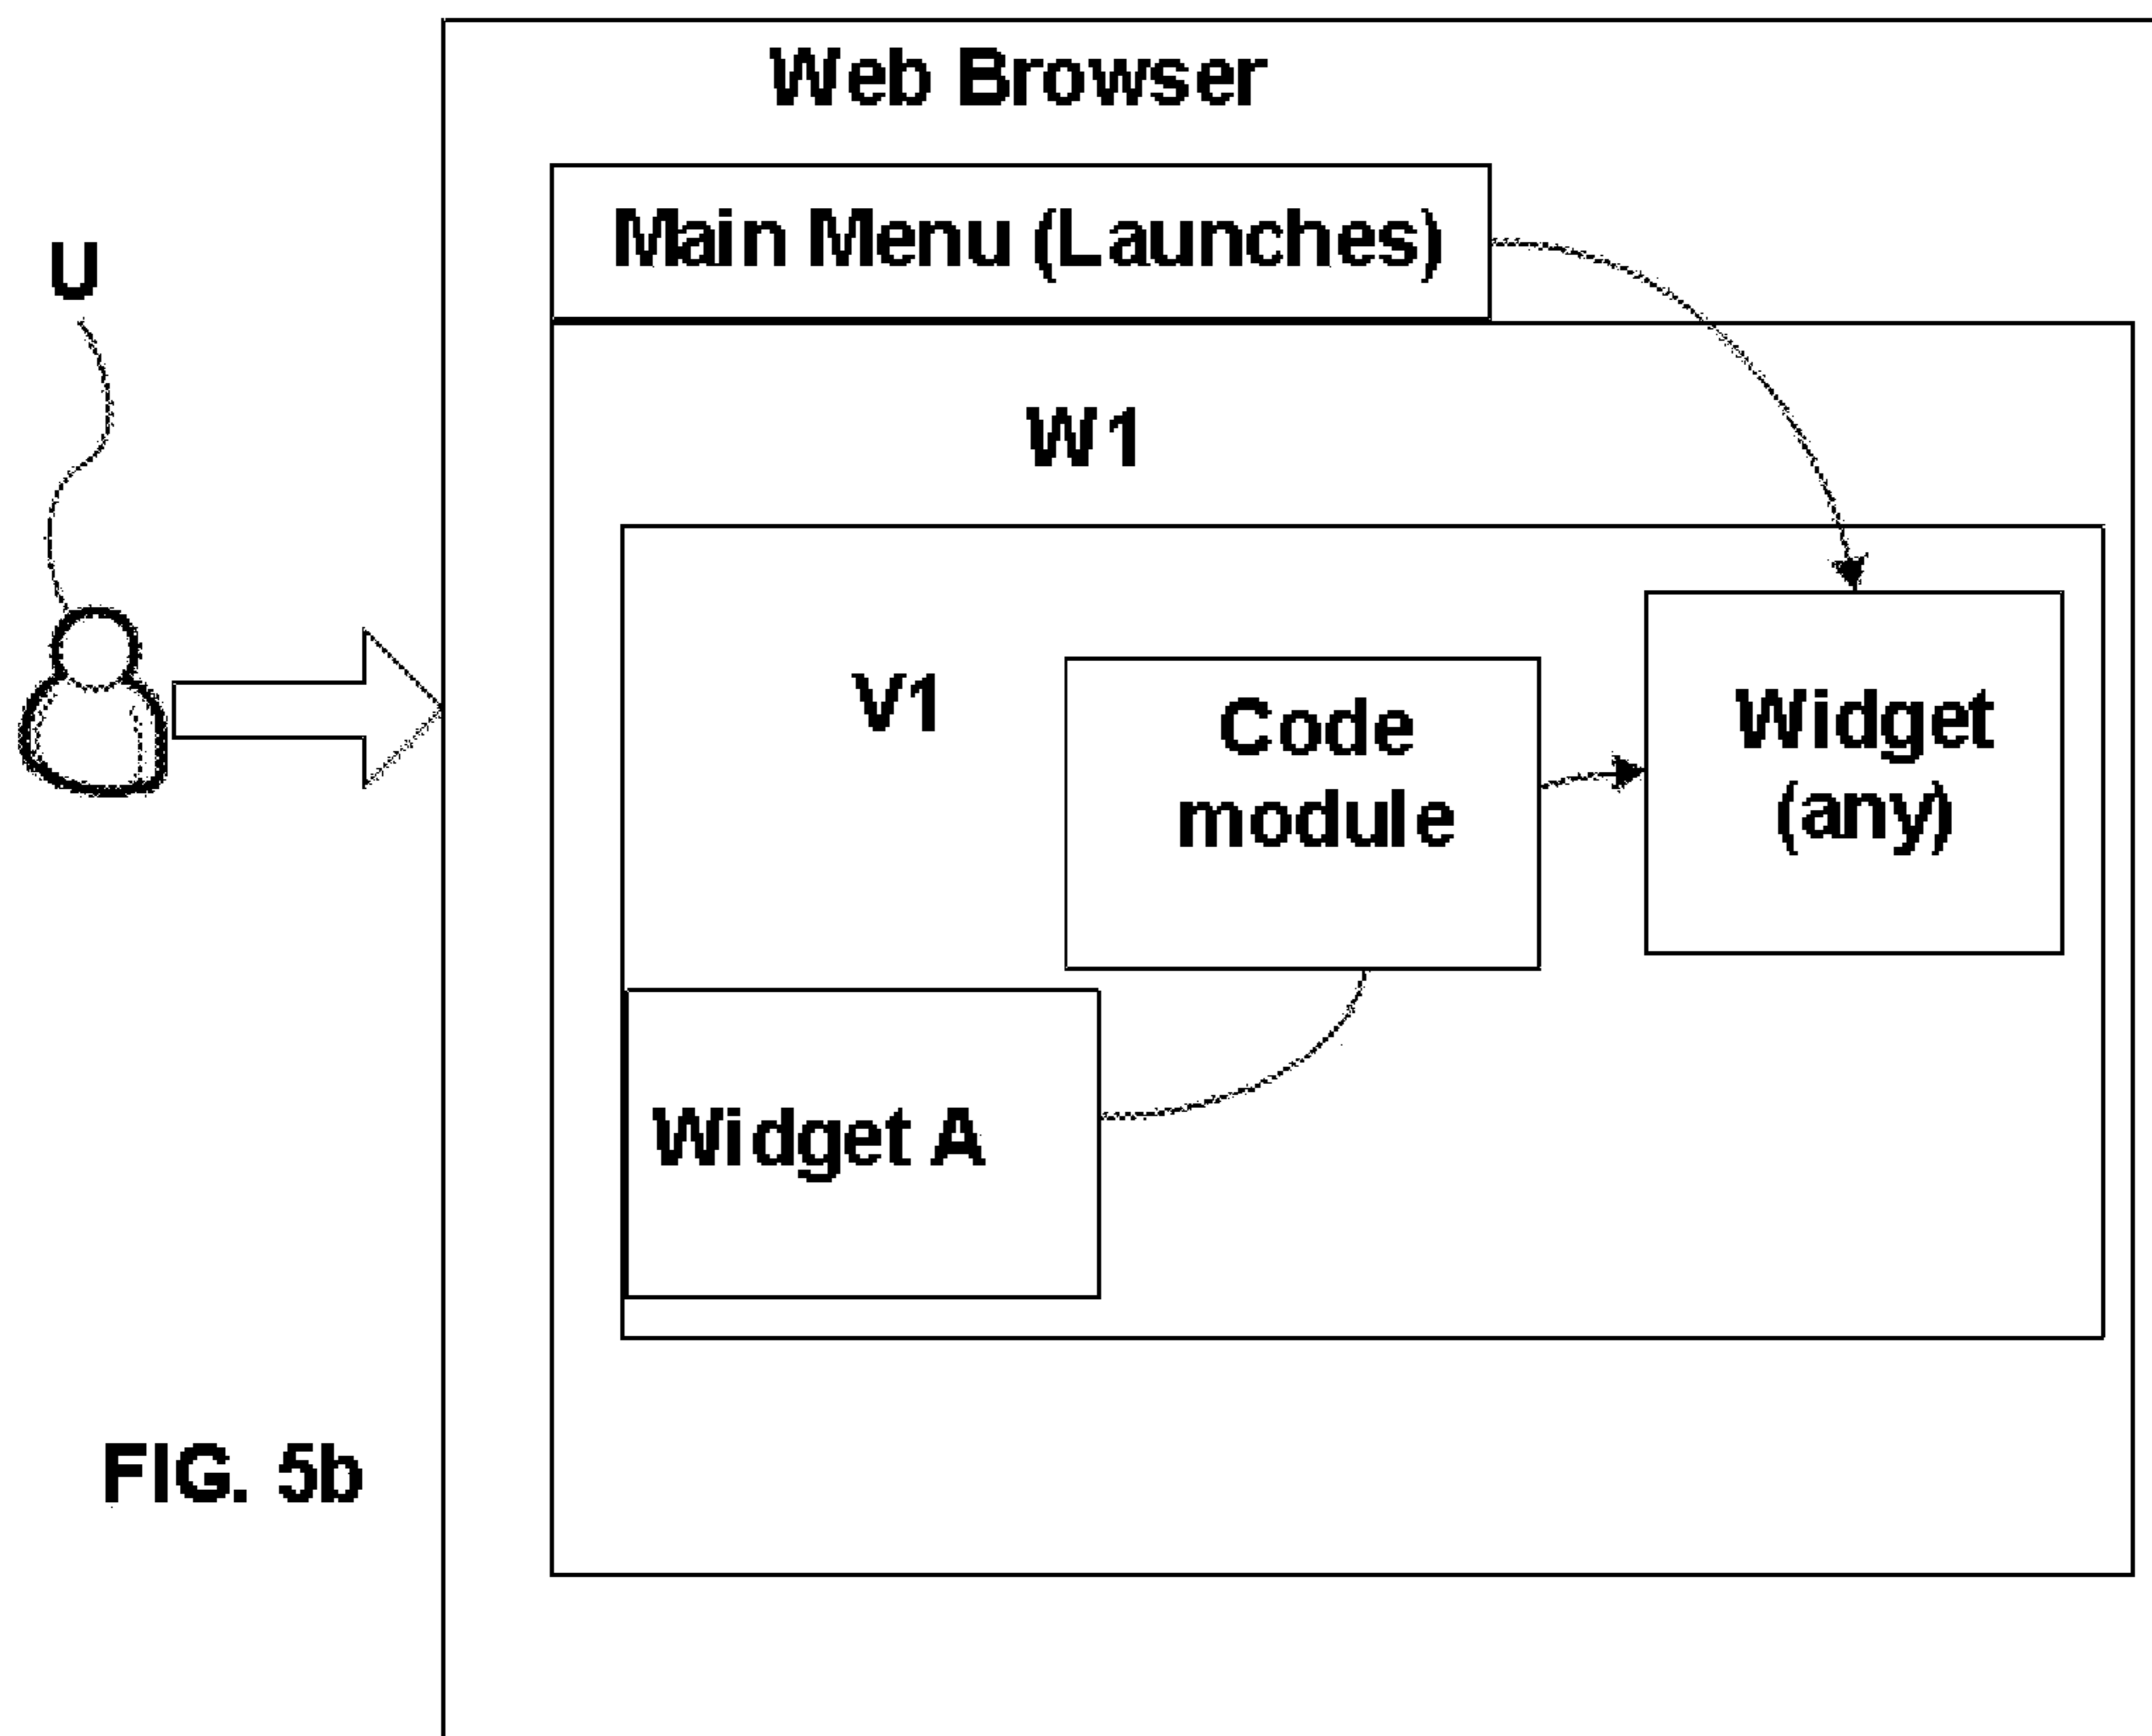 Web Browser
Main Menu (Launches)
U
W1
V1
Code
module
Widget
(any)
Widget A
FIG. 5b